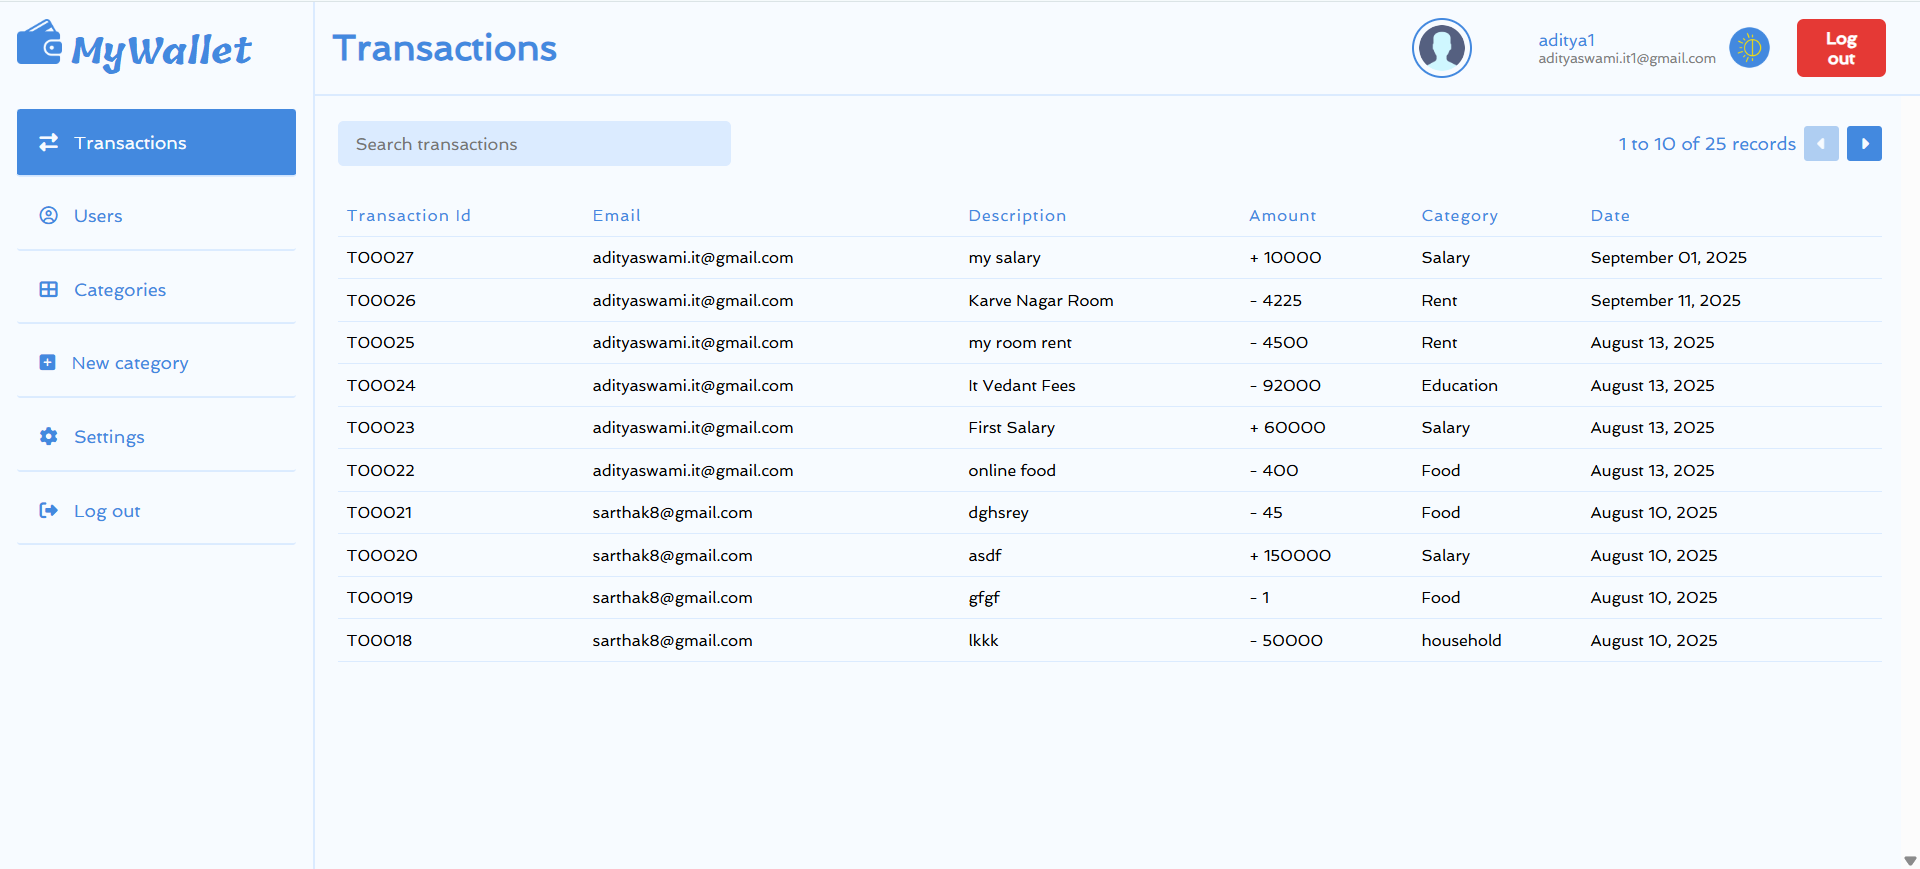 MyWallet
Transactions
Users
Categories
New category
Settings
Log out
Transactions
aditya1
adityaswami.it1@gmail.com
Log
out
Search transactions
1 to 10 of 25 records
Transaction Id Email Description Amount Category Date
T00027 adityaswami.it@gmail.com my salary + 10000 Salary September 01, 2025
T00026 adityaswami.it@gmail.com Karve Nagar Room - 4225 Rent September 11, 2025
T00025 adityaswami.it@gmail.com my room rent - 4500 Rent August 13, 2025
T00024 adityaswami.it@gmail.com It Vedant Fees - 92000 Education August 13, 2025
T00023 adityaswami.it@gmail.com First Salary + 60000 Salary August 13, 2025
T00022 adityaswami.it@gmail.com online food - 400 Food August 13, 2025
T00021 sarthak8@gmail.com dghsrey - 45 Food August 10, 2025
T00020 sarthak8@gmail.com asdf + 150000 Salary August 10, 2025
T00019 sarthak8@gmail.com gfgf - 1 Food August 10, 2025
T00018 sarthak8@gmail.com lkkk - 50000 household August 10, 2025